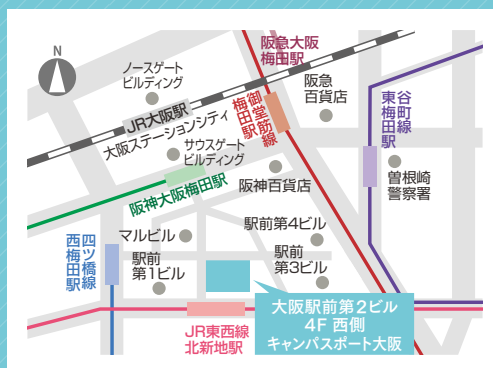 N
阪急大阪
梅田駅
ノースゲート
ビルディング
阪急
百貨店
JR大阪駅
大阪ステーションシティ
御堂筋線
梅田駅
谷町線
東梅田駅
サウスゲート
ビルディング
阪神大阪梅田駅
阪神百貨店
曽根崎
警察署
マルビル
駅前第4ビル
四ツ橋線
西梅田駅
駅前
第1ビル
駅前
第3ビル
大阪駅前第2ビル
4F 西側
キャンパスポート大阪
JR東西線
北新地駅